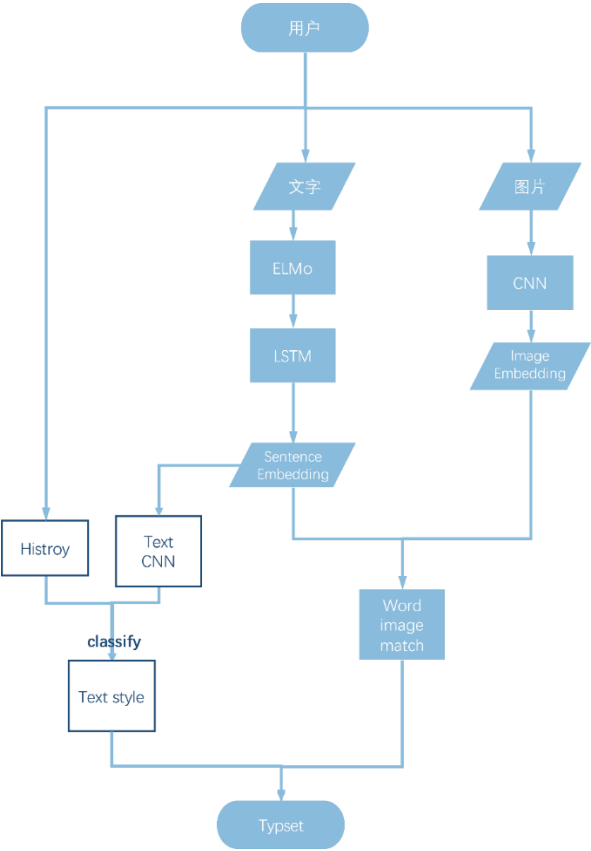 用户
文字
图片
ELMo
CNN
LSTM
Image
Embedding
Sentence
Embedding
Histroy
Text
CNN
Word
image
match
classify
Text style
Typset